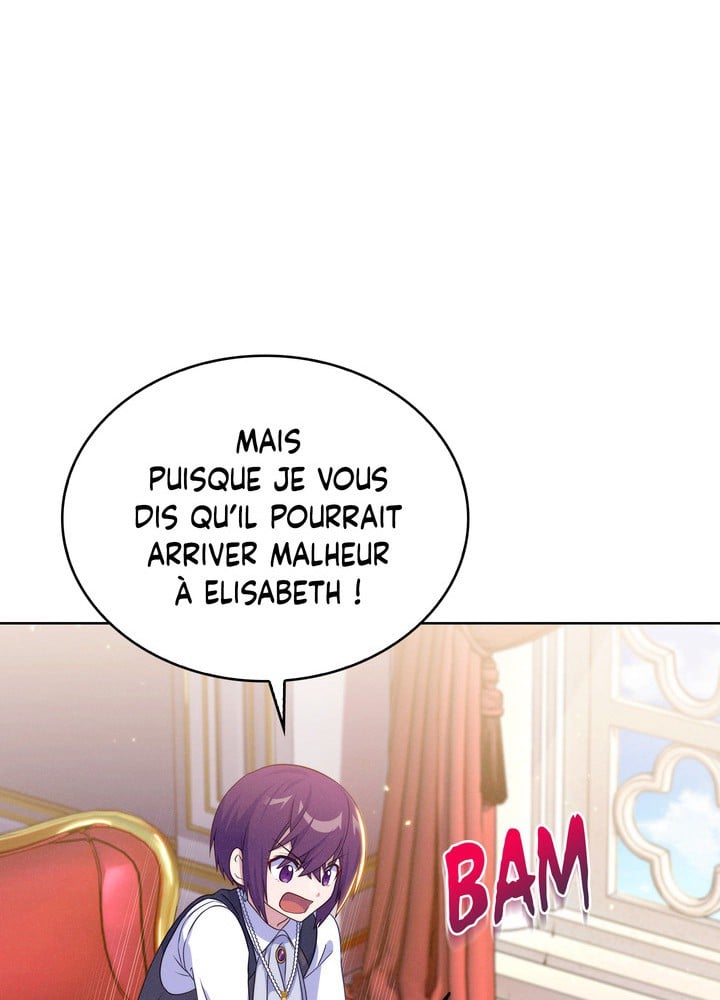 MAIS
PUISQUE JE VOUS
DIS QU'IL POURRAIT
ARRIVER MALHEUR
À ELISABETH !
BAM